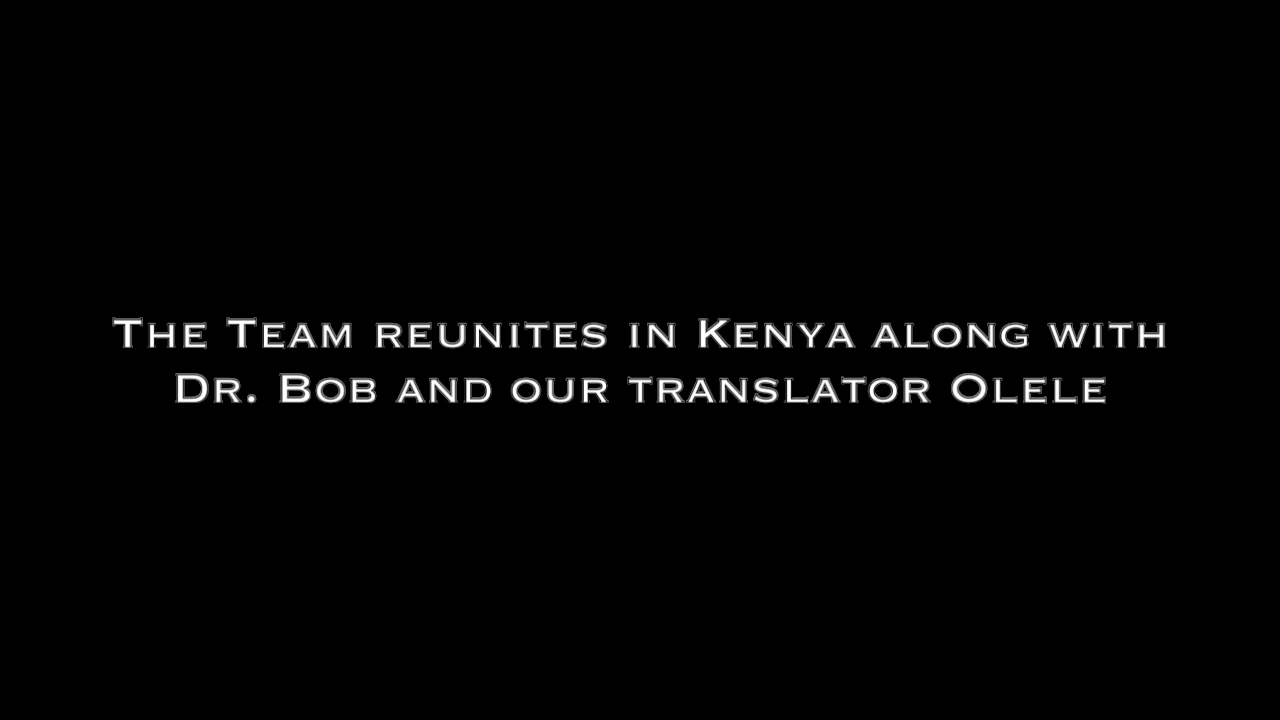 The Team reunites in Kenya along with
Dr. Bob and our translator Olele